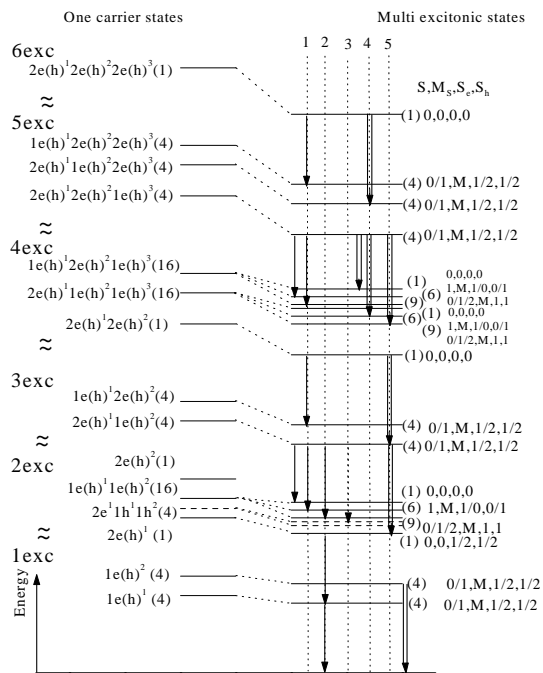 One carrier states
Multi excitonic states
1 2 3 4 5
S,M_S,S_e,S_h
6exc
2e(h)^1 2e(h)^2 2e(h)^3 (1)
(1) 0,0,0,0
≈
5exc
1e(h)^1 2e(h)^2 2e(h)^3 (4)
(4) 0/1,M,1/2,1/2
2e(h)^1 1e(h)^2 2e(h)^3 (4)
(4) 0/1,M,1/2,1/2
2e(h)^1 2e(h)^2 1e(h)^3 (4)
(4) 0/1,M,1/2,1/2
≈
4exc
1e(h)^1 2e(h)^2 1e(h)^3 (16)
(1) 0,0,0,0
(6) 1,M,1/0,0/1
(9) 0/1/2,M,1,1
2e(h)^1 1e(h)^2 1e(h)^3 (16)
(1) 0,0,0,0
(6) 1,M,1/0,0/1
(9) 0/1/2,M,1,1
2e(h)^1 2e(h)^2 (1)
(1) 0,0,0,0
≈
3exc
1e(h)^1 2e(h)^2 (4)
(4) 0/1,M,1/2,1/2
2e(h)^1 1e(h)^2 (4)
(4) 0/1,M,1/2,1/2
≈
2exc
2e(h)^2 (1)
1e(h)^1 1e(h)^2 (16)
(1) 0,0,0,0
(6) 1,M,1/0,0/1
2e^1 1h^1 1h^2 (4)
(9) 0/1/2,M,1,1
2e(h)^1 (1)
(1) 0,0,1/2,1/2
≈
1exc
1e(h)^2 (4)
(4) 0/1,M,1/2,1/2
1e(h)^1 (4)
(4) 0/1,M,1/2,1/2
Energy